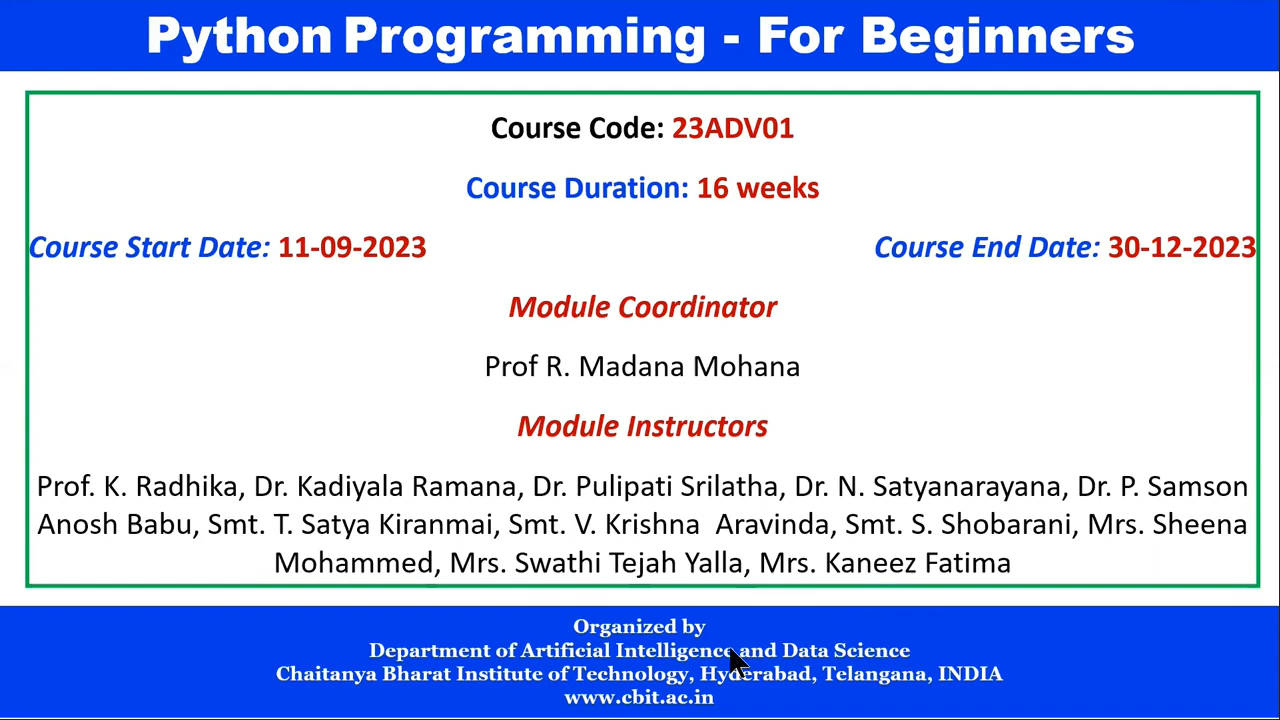 Python Programming - For Beginners
Course Code: 23ADV01
Course Duration: 16 weeks
Course Start Date: 11-09-2023 Course End Date: 30-12-2023
Module Coordinator
Prof R. Madana Mohana
Module Instructors
Prof. K. Radhika, Dr. Kadiyala Ramana, Dr. Pulipati Srilatha, Dr. N. Satyanarayana, Dr. P. Samson
Anosh Babu, Smt. T. Satya Kiranmai, Smt. V. Krishna Aravinda, Smt. S. Shobarani, Mrs. Sheena
Mohammed, Mrs. Swathi Tejah Yalla, Mrs. Kaneez Fatima
Organized by
Department of Artificial Intelligence and Data Science
Chaitanya Bharat Institute of Technology, Hyderabad, Telangana, INDIA
www.cbit.ac.in